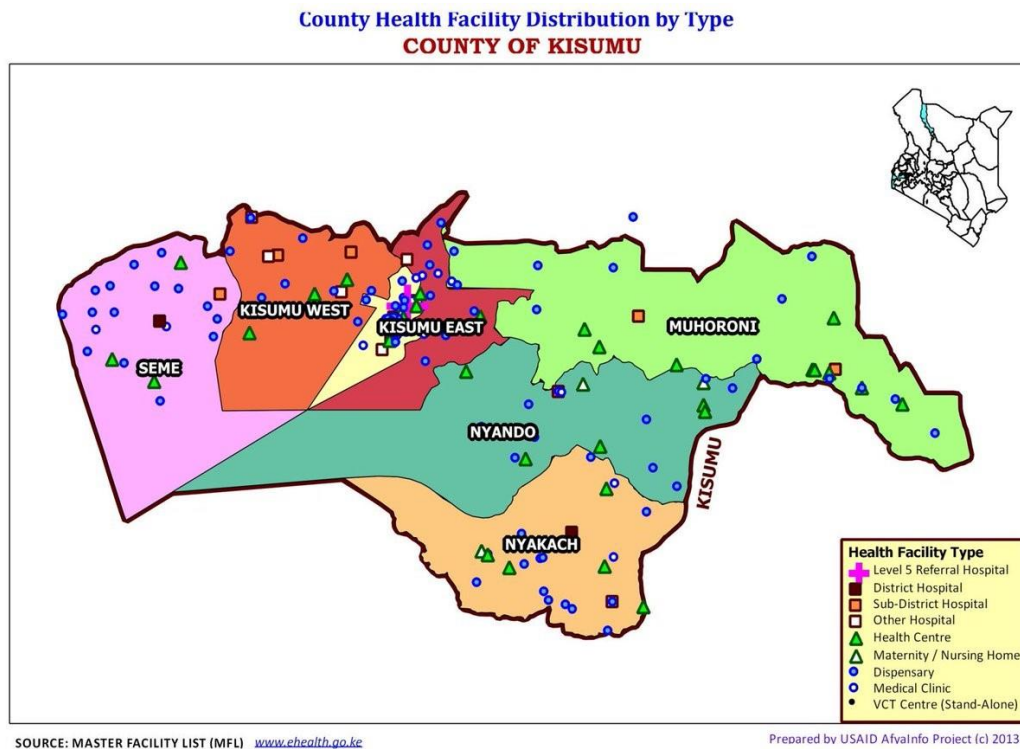 County Health Facility Distribution by Type
COUNTY OF KISUMU
KISUMU WEST
KISUMU EAST
MUHORONI
SEME
NYANDO
KISUMU
NYAKACH
Health Facility Type
Level 5 Referral Hospital
District Hospital
Sub-District Hospital
Other Hospital
Health Centre
Maternity / Nursing Home
Dispensary
Medical Clinic
VCT Centre (Stand-Alone)
SOURCE: MASTER FACILITY LIST (MFL) www.ehealth.go.ke
Prepared by USAID AfyaInfo Project (c) 2013